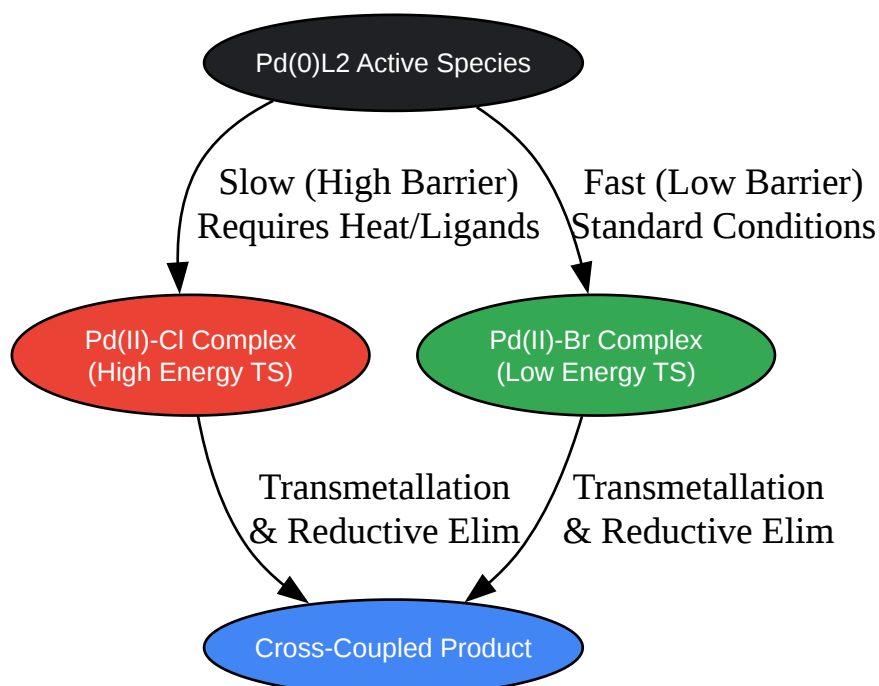 Pd(0)L2 Active Species
Slow (High Barrier)
Requires Heat/Ligands
Fast (Low Barrier)
Standard Conditions
Pd(II)-Cl Complex
(High Energy TS)
Pd(II)-Br Complex
(Low Energy TS)
Transmetallation
& Reductive Elim
Transmetallation
& Reductive Elim
Cross-Coupled Product